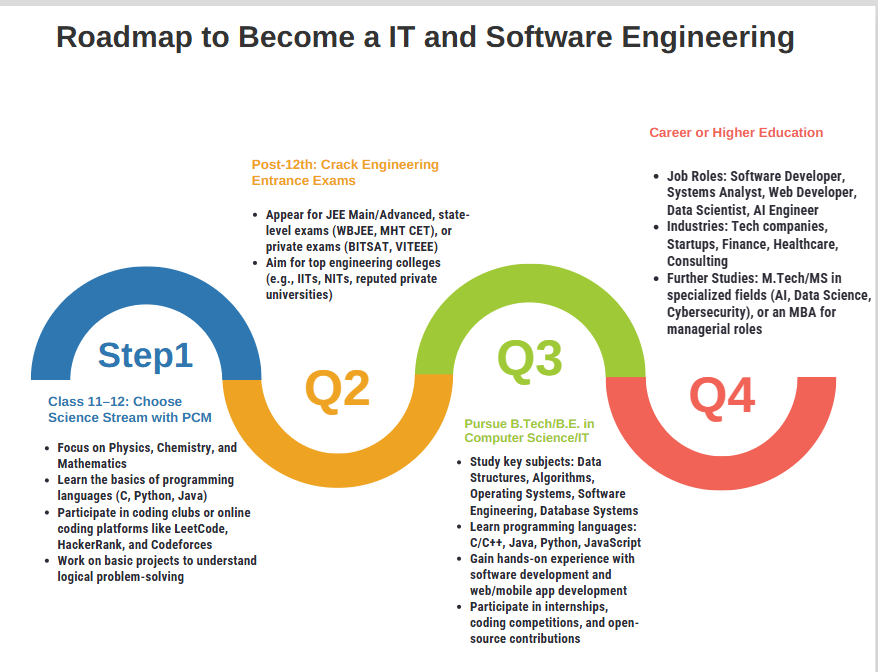 Roadmap to Become a IT and Software Engineering
Step1
Class 11–12: Choose
Science Stream with PCM
• Focus on Physics, Chemistry, and
Mathematics
• Learn the basics of programming
languages (C, Python, Java)
• Participate in coding clubs or online
coding platforms like LeetCode,
HackerRank, and Codeforces
• Work on basic projects to understand
logical problem-solving
Post-12th: Crack Engineering
Entrance Exams
• Appear for JEE Main/Advanced, state-
level exams (WBJEE, MHT CET), or
private exams (BITSAT, VITEEE)
• Aim for top engineering colleges
(e.g., IITs, NITs, reputed private
universities)
Q2
Q3
Pursue B.Tech/B.E. in
Computer Science/IT
• Study key subjects: Data
Structures, Algorithms,
Operating Systems, Software
Engineering, Database Systems
• Learn programming languages:
C/C++, Java, Python, JavaScript
• Gain hands-on experience with
software development and
web/mobile app development
• Participate in internships,
coding competitions, and open-
source contributions
Career or Higher Education
• Job Roles: Software Developer,
Systems Analyst, Web Developer,
Data Scientist, AI Engineer
• Industries: Tech companies,
Startups, Finance, Healthcare,
Consulting
• Further Studies: M.Tech/MS in
specialized fields (AI, Data Science,
Cybersecurity), or an MBA for
managerial roles
Q4